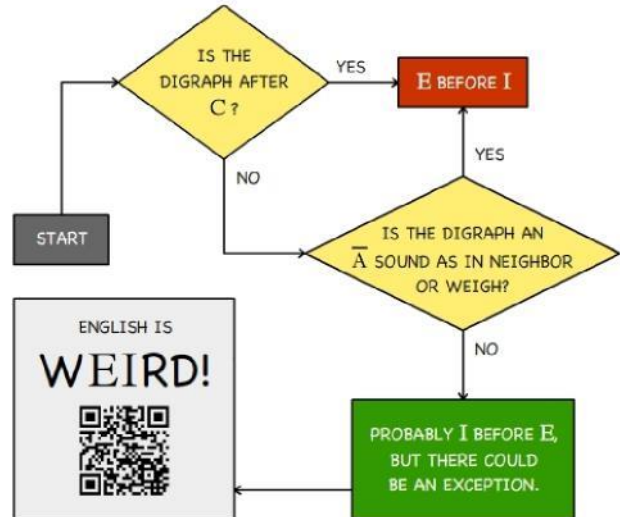 IS THE
DIGRAPH AFTER
C?
YES
E BEFORE I
NO
YES
START
IS THE DIGRAPH AN
Ā SOUND AS IN NEIGHBOR
OR WEIGH?
NO
ENGLISH IS
WEIRD!
PROBABLY I BEFORE E,
BUT THERE COULD
BE AN EXCEPTION.